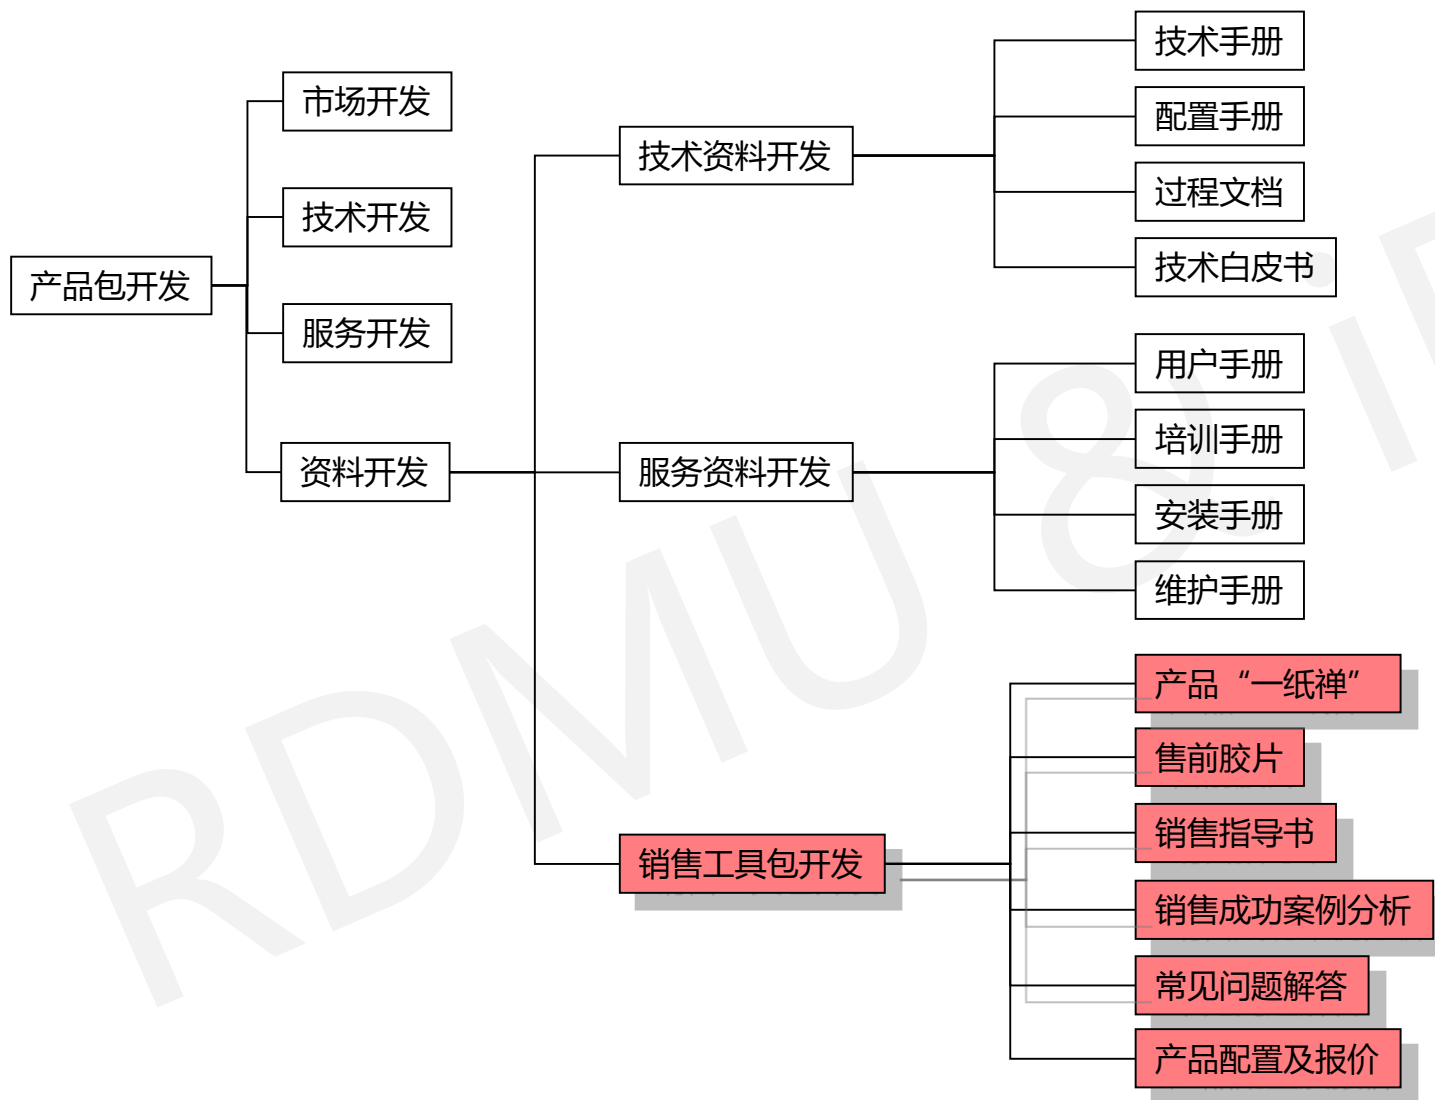 产品包开发
市场开发
技术开发
服务开发
资料开发
技术资料开发
技术手册
配置手册
过程文档
技术白皮书
服务资料开发
用户手册
培训手册
安装手册
维护手册
销售工具包开发
产品“一纸禅”
售前胶片
销售指导书
销售成功案例分析
常见问题解答
产品配置及报价
RDMU & i